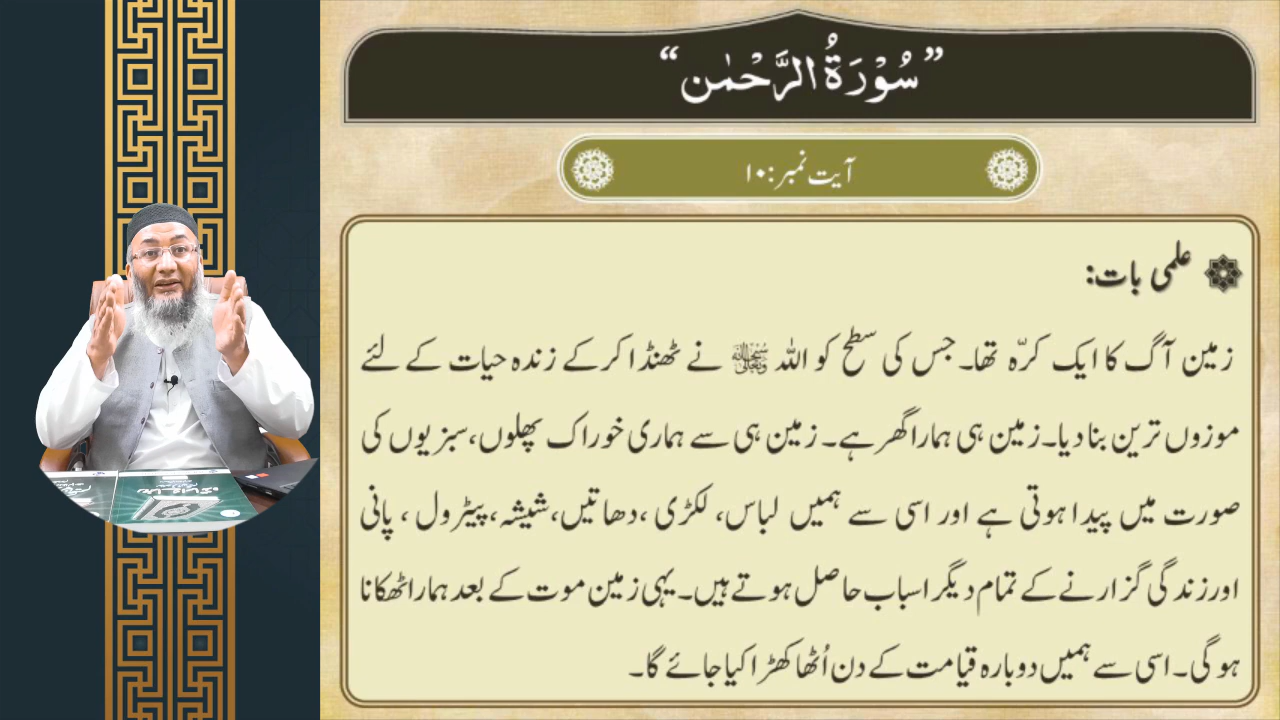 ”سُوْرَۃُ الرَّحْمٰن“
آیت نمبر: ۱۰
علمی بات:
زمین آگ کا ایک کرّہ تھا۔ جس کی سطح کو اللہ ﷻ نے ٹھنڈا کر کے زندہ حیات کے لئے
موزوں ترین بنا دیا۔ زمین ہی ہمارا گھر ہے۔ زمین ہی سے ہماری خوراک پھلوں، سبزیوں کی
صورت میں پیدا ہوتی ہے اور اسی سے ہمیں لباس، لکڑی، دھاتیں، شیشہ، پیٹرول، پانی
اور زندگی گزارنے کے تمام دیگر اسباب حاصل ہوتے ہیں۔ یہی زمین موت کے بعد ہمارا ٹھکانا
ہوگی۔ اسی سے ہمیں دوبارہ قیامت کے دن اُٹھا کھڑا کیا جائے گا۔